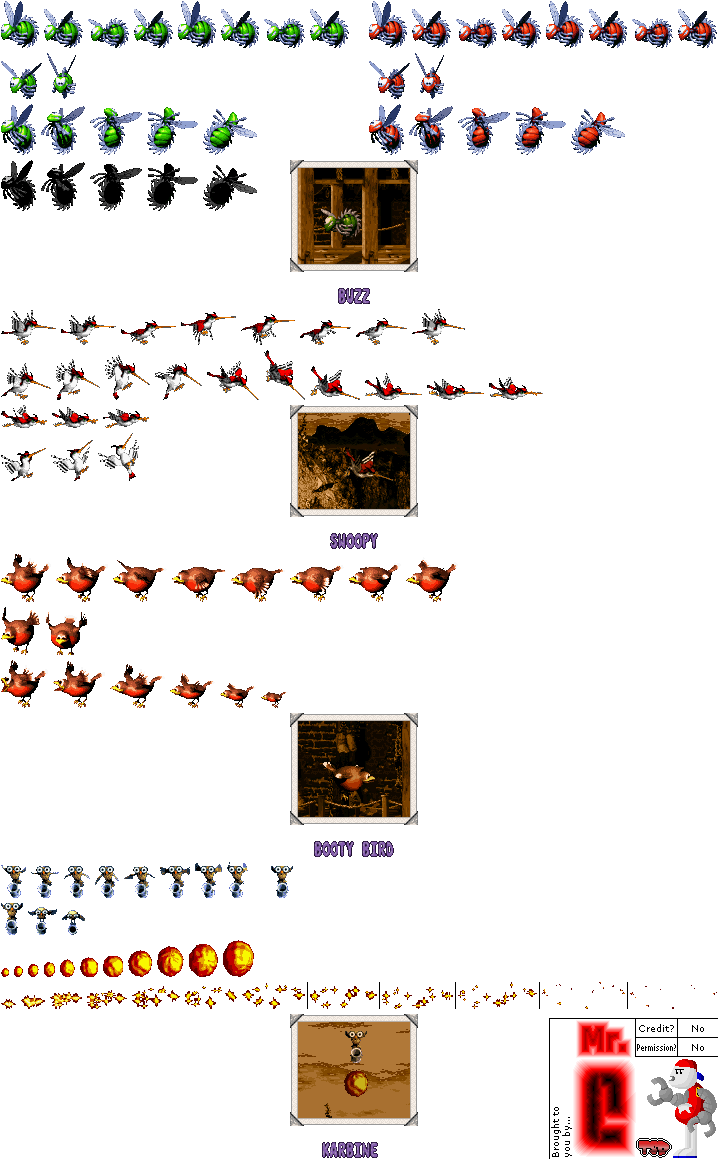 BUZZ
SWOOPY
BOOTY BIRD
KARBINE
Credit? No
Permission? No
Mr.
C
Brought to
you by...